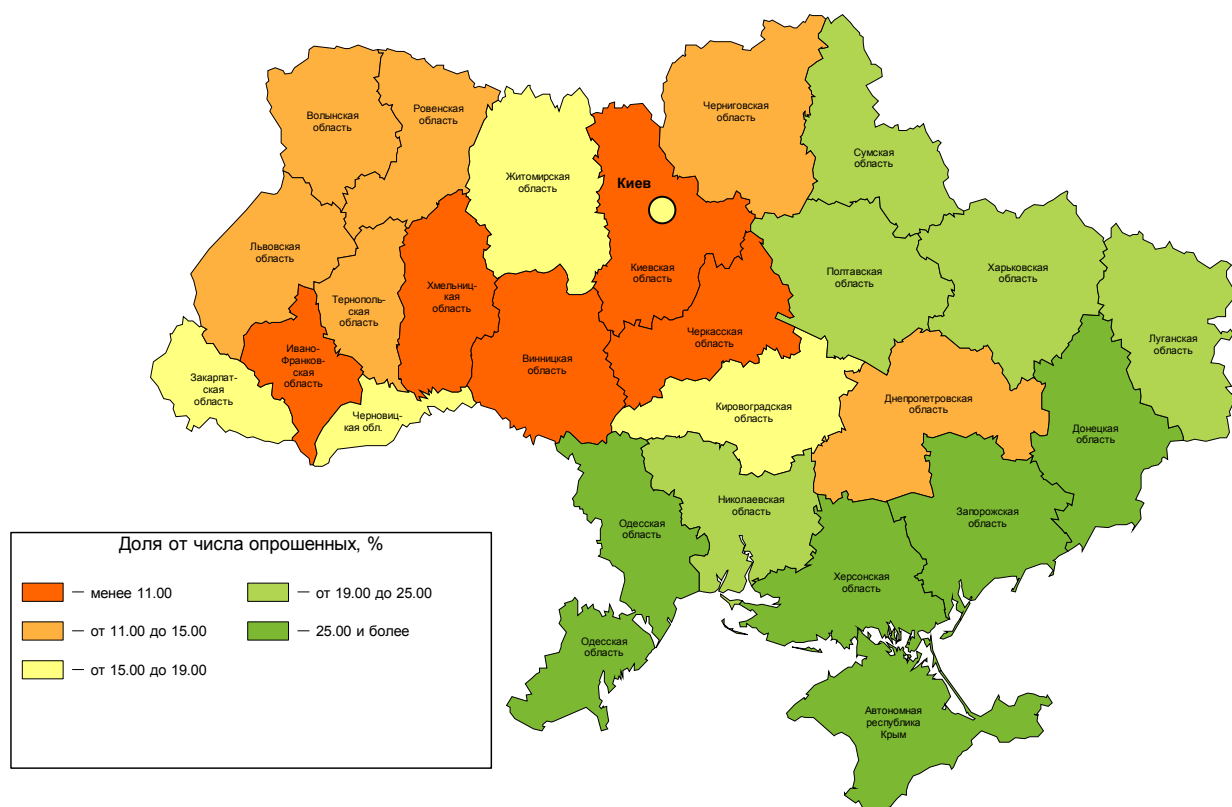 Волынская
область
Ровенская
область
Черниговская
область
Сумская
область
Житомирская
область
Киев
Львовская
область
Тернополь-
ская
область
Хмельниц-
кая
область
Киевская
область
Полтавская
область
Харьковская
область
Луганская
область
Ивано-
Франков-
ская
область
Винницкая
область
Черкасская
область
Закарпат-
ская
область
Черновиц-
кая обл.
Кировоградская
область
Днепропетровская
область
Донецкая
область
Одесская
область
Николаевская
область
Запорожская
область
Херсонская
область
Одесская
область
Автономная
республика
Крым
Доля от числа опрошенных, %
— менее 11.00
— от 11.00 до 15.00
— от 15.00 до 19.00
— от 19.00 до 25.00
— 25.00 и более